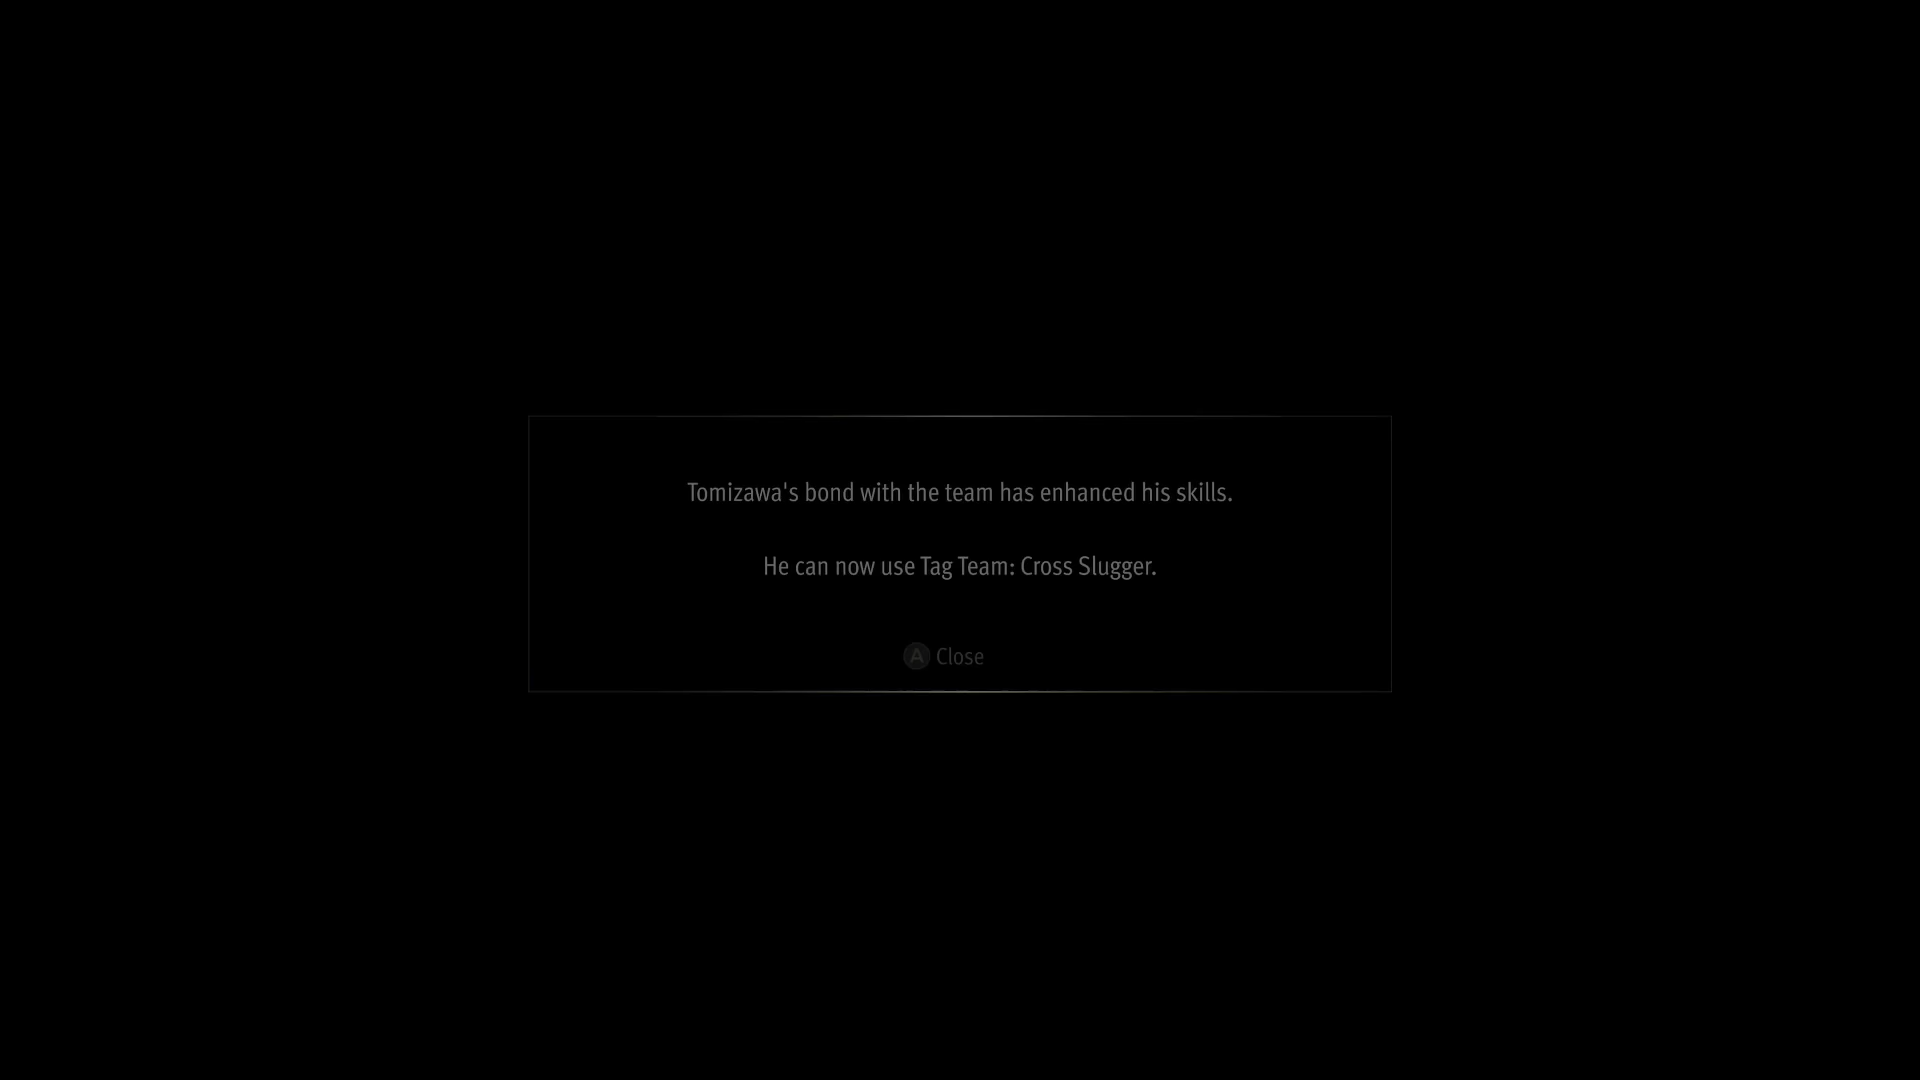 Tomizawa's bond with the team has enhanced his skills.
He can now use Tag Team: Cross Slugger.
A Close